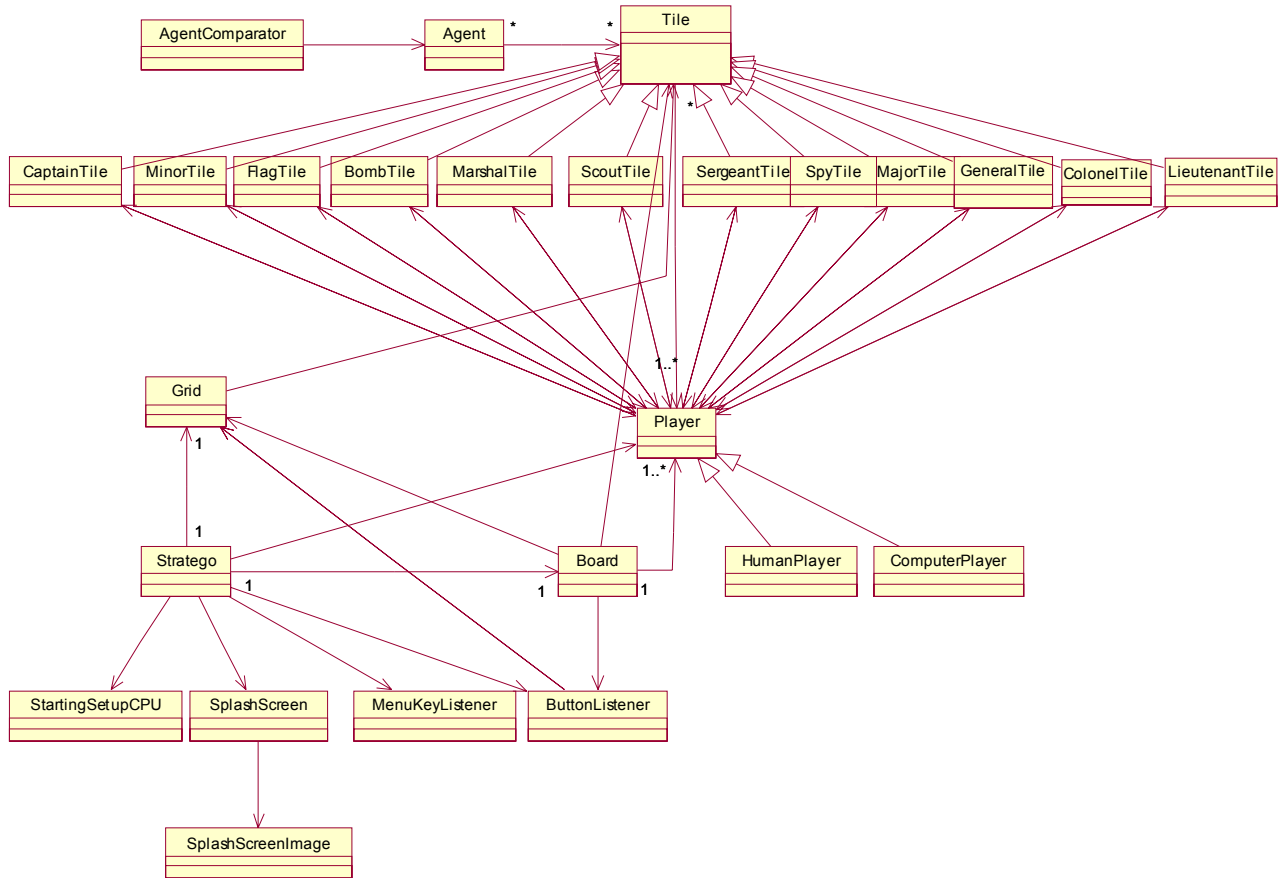 AgentComparator
Agent
*
*
Tile
*
CaptainTile
MinorTile
FlagTile
BombTile
MarshalTile
ScoutTile
SergeantTile
SpyTile
MajorTile
GeneralTile
ColonelTile
LieutenantTile
1..*
Grid
Player
1
1..*
1
Stratego
Board
HumanPlayer
ComputerPlayer
1
1
1
StartingSetupCPU
SplashScreen
MenuKeyListener
ButtonListener
SplashScreenImage